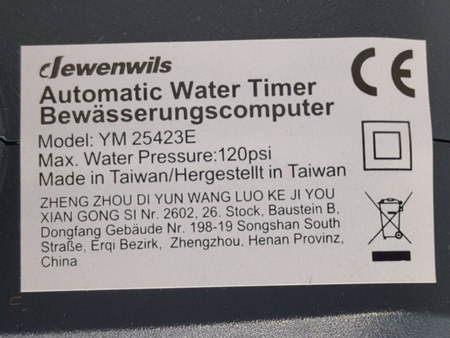 dewenwils
Automatic Water Timer
Bewässerungscomputer
Model: YM 25423E
Max. Water Pressure:120psi
Made in Taiwan/Hergestellt in Taiwan
ZHENG ZHOU DI YUN WANG LUO KE JI YOU
XIAN GONG SI Nr. 2602, 26. Stock, Baustein B,
Dongfang Gebäude Nr. 198-19 Songshan South
Straße, Erqi Bezirk, Zhengzhou, Henan Provinz,
China
CE